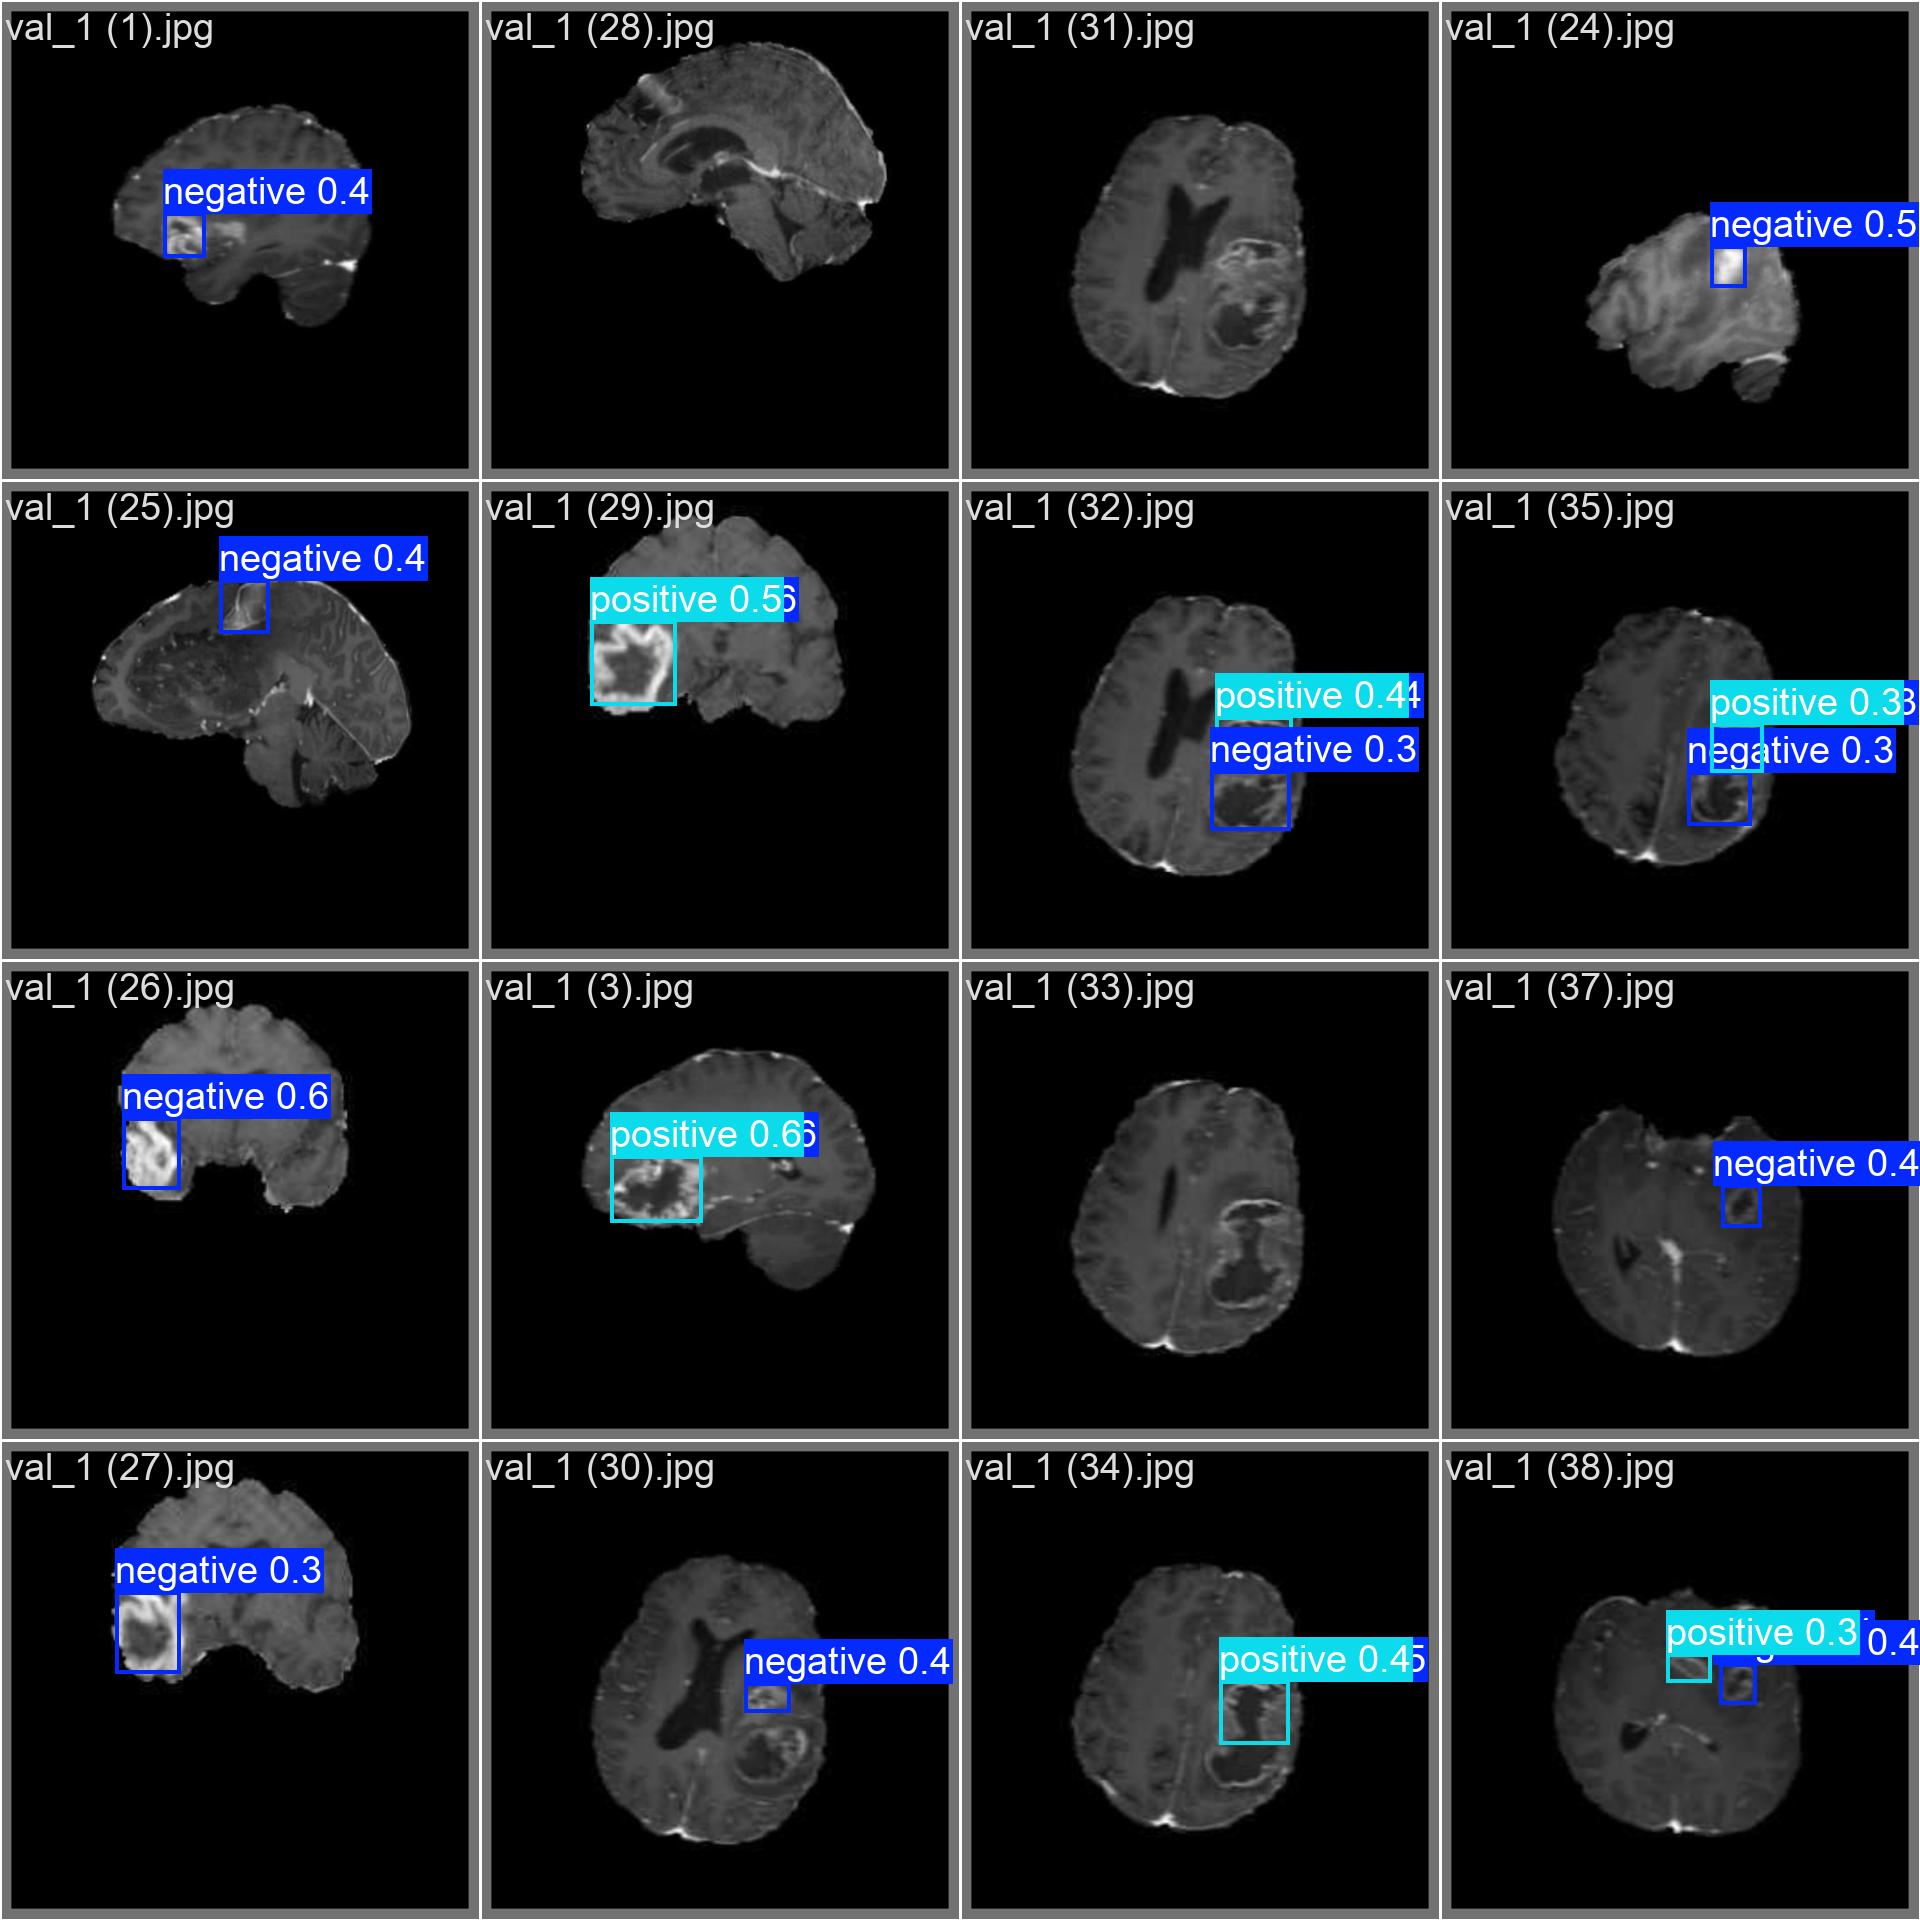 val_1 (1).jpg
negative 0.4
val_1 (28).jpg
val_1 (31).jpg
val_1 (24).jpg
negative 0.5
val_1 (25).jpg
negative 0.4
val_1 (29).jpg
positive 0.5
6
val_1 (32).jpg
positive 0.4
4
negative 0.3
val_1 (35).jpg
positive 0.3
3
negative 0.3
val_1 (26).jpg
negative 0.6
val_1 (3).jpg
positive 0.6
6
val_1 (33).jpg
val_1 (37).jpg
negative 0.4
val_1 (27).jpg
negative 0.3
val_1 (30).jpg
negative 0.4
val_1 (34).jpg
positive 0.4
5
val_1 (38).jpg
positive 0.3
0.4